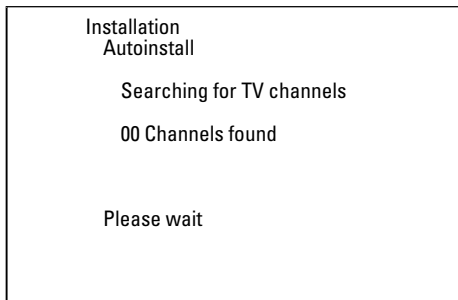 Installation
Autoinstall
Searching for TV channels
00 Channels found
Please wait